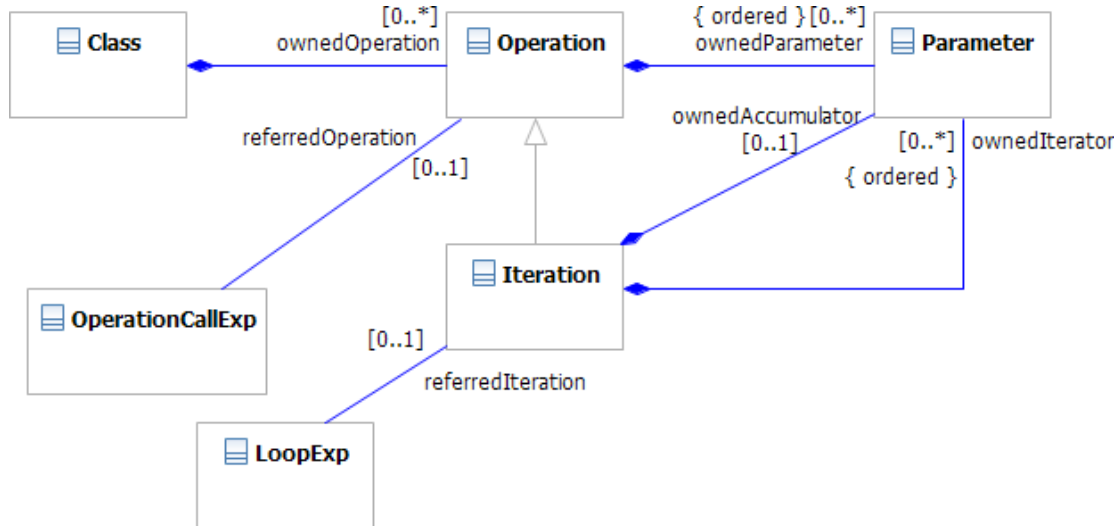 Class
[0..*]
ownedOperation
Operation
{ ordered }[0..*]
ownedParameter
Parameter
referredOperation
[0..1]
ownedAccumulator
[0..1]
[0..*]
ownedIterator
{ ordered }
Iteration
OperationCallExp
[0..1]
referredIteration
LoopExp